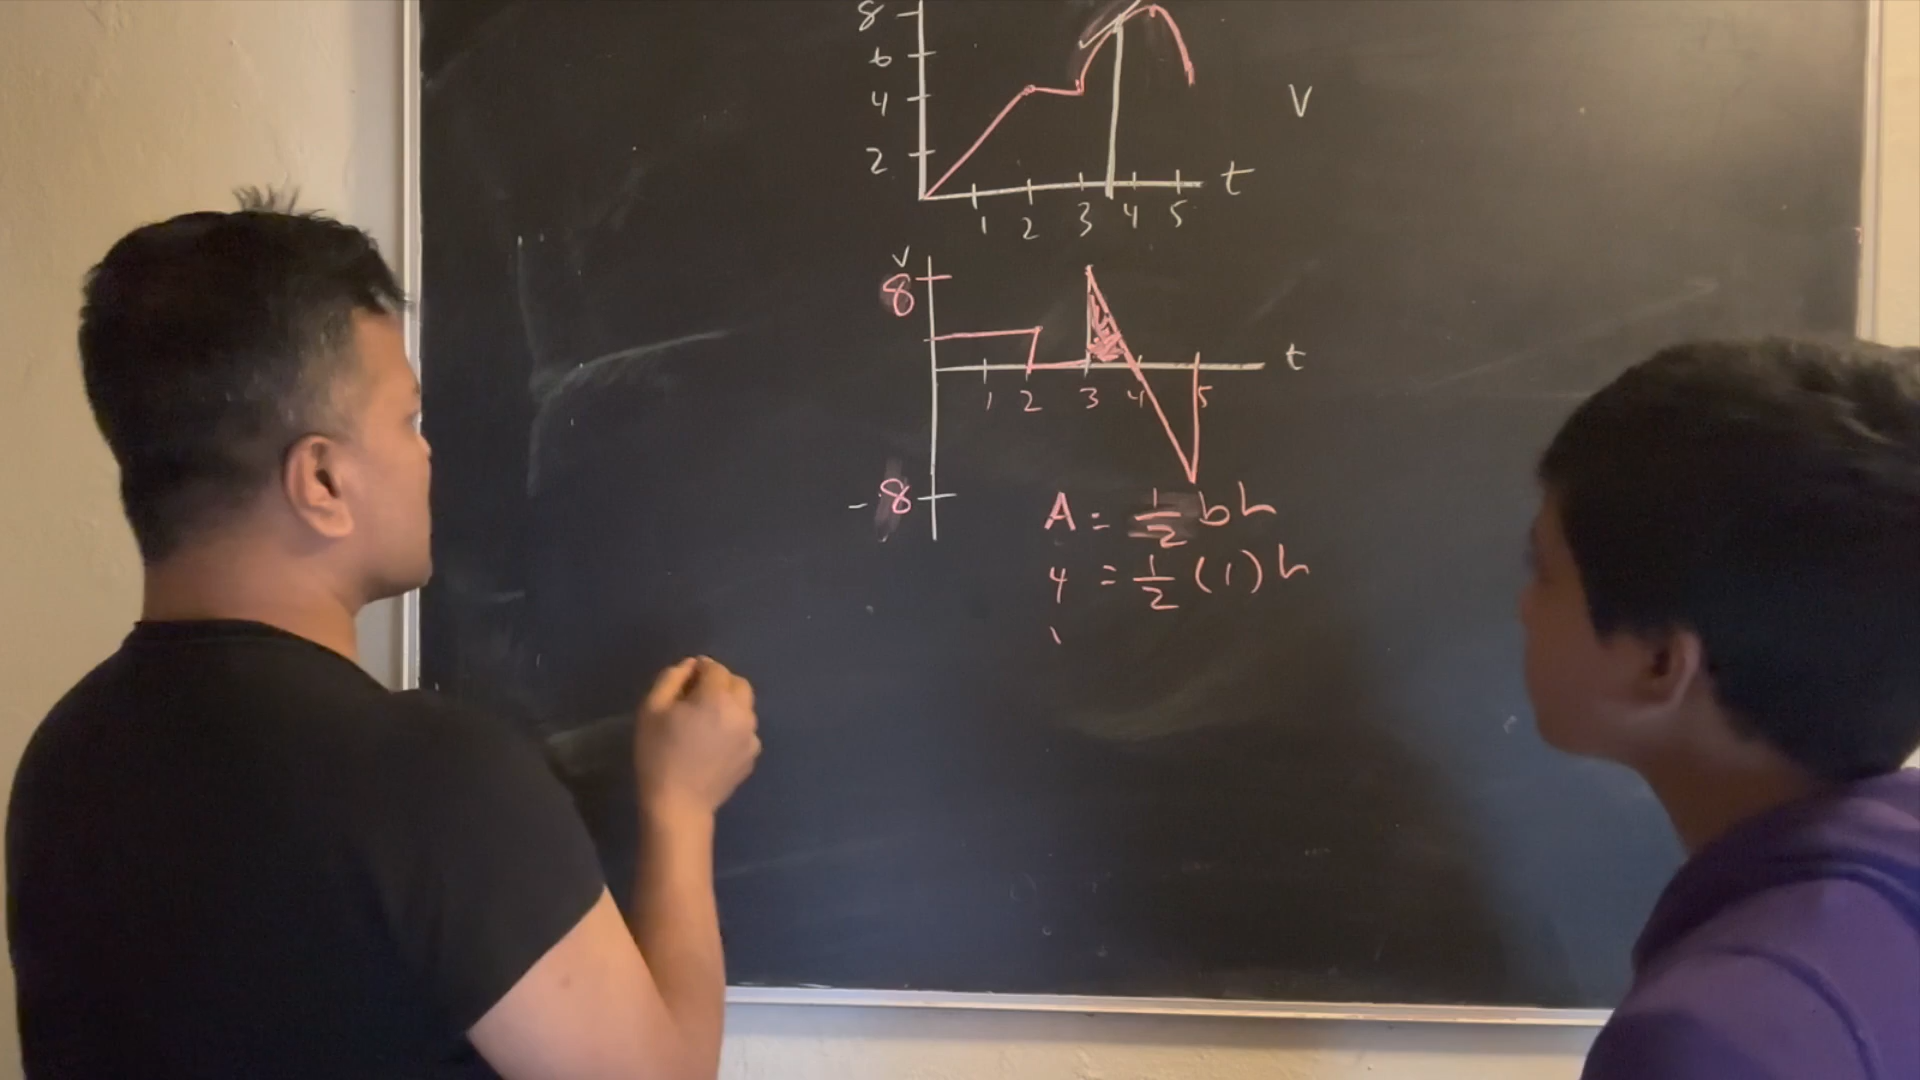 8
6
4
2
V
t
1 2 3 4 5
v
8
t
1 2 3 4 5
- 8
A = 1/2 bh
4 = 1/2 (1) h